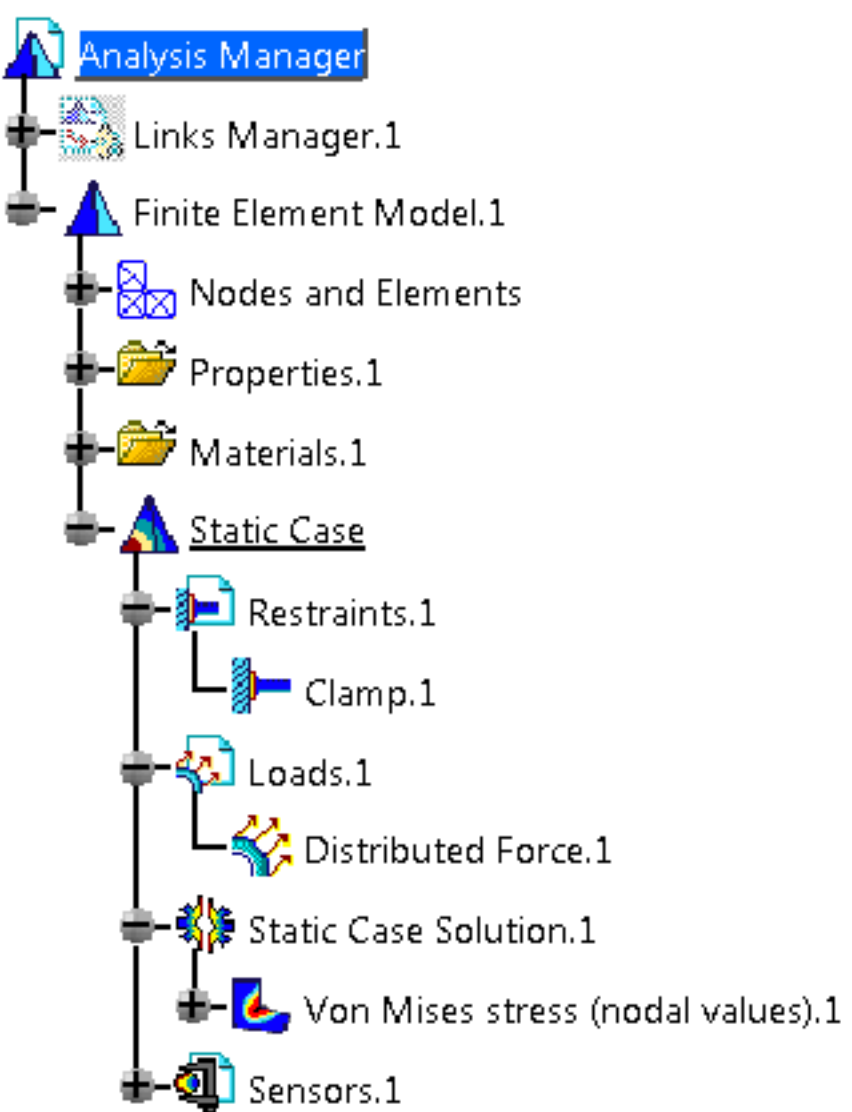 Analysis Manager
Links Manager.1
Finite Element Model.1
Nodes and Elements
Properties.1
Materials.1
Static Case
Restraints.1
Clamp.1
Loads.1
Distributed Force.1
Static Case Solution.1
Von Mises stress (nodal values).1
Sensors.1